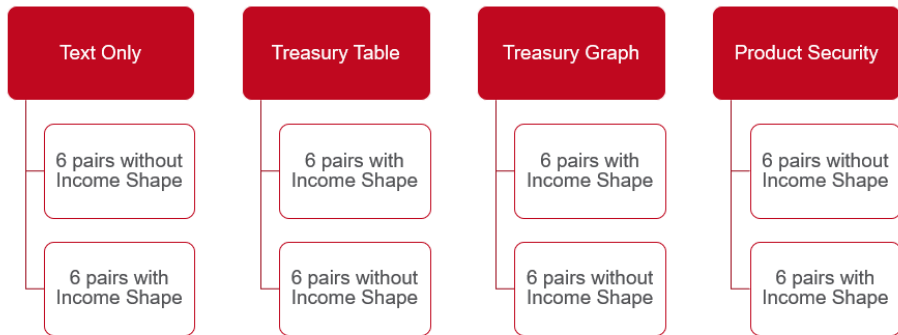 Text Only
Treasury Table
Treasury Graph
Product Security
6 pairs without
Income Shape
6 pairs with
Income Shape
6 pairs with
Income Shape
6 pairs without
Income Shape
6 pairs with
Income Shape
6 pairs without
Income Shape
6 pairs without
Income Shape
6 pairs with
Income Shape